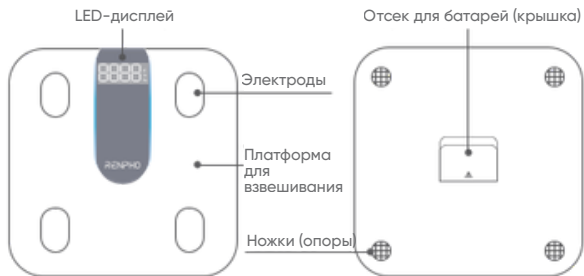 LED-дисплей
Отсек для батарей (крышка)
Электроды
RENPHO
Платформа
для
взвешивания
Ножки (опоры)